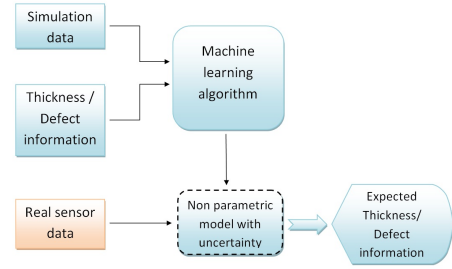 Simulation
data
Machine
learning
algorithm
Thickness /
Defect
information
Real sensor
data
Non parametric
model with
uncertainty
Expected
Thickness/
Defect
information